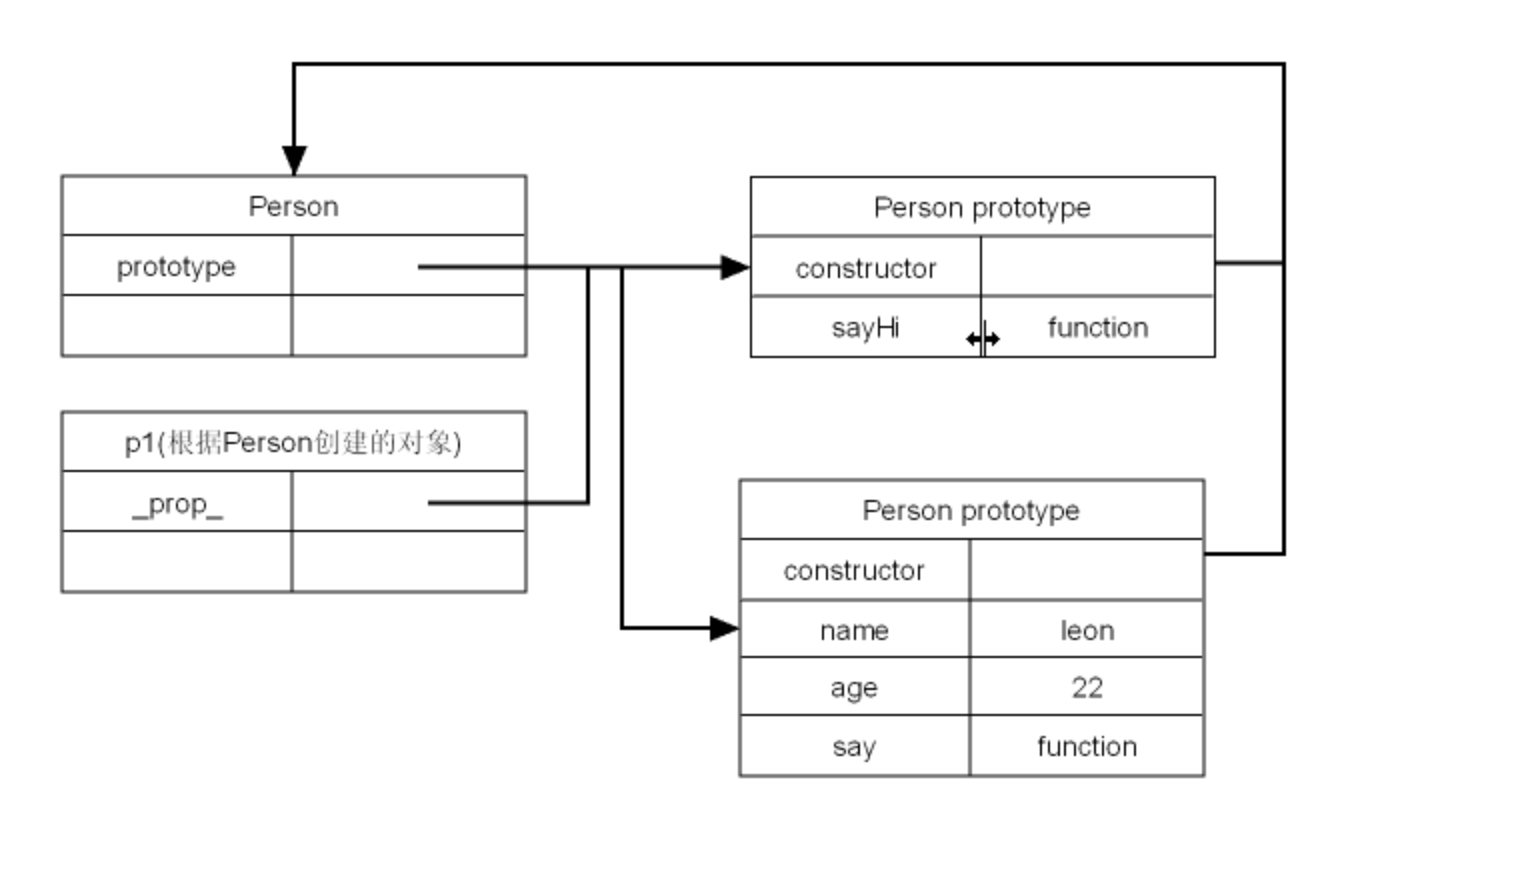 Person
prototype
Person prototype
constructor
sayHi function
p1(根据Person创建的对象)
_prop_
Person prototype
constructor
name leon
age 22
say function